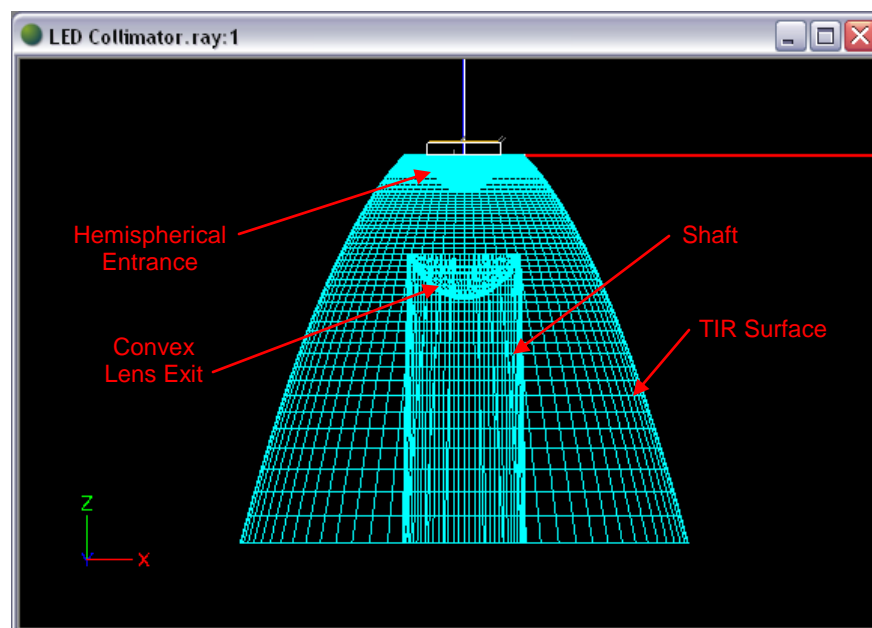 LED Collimator.ray:1
Hemispherical
Entrance
Shaft
TIR Surface
Convex
Lens Exit
Z
Y
X